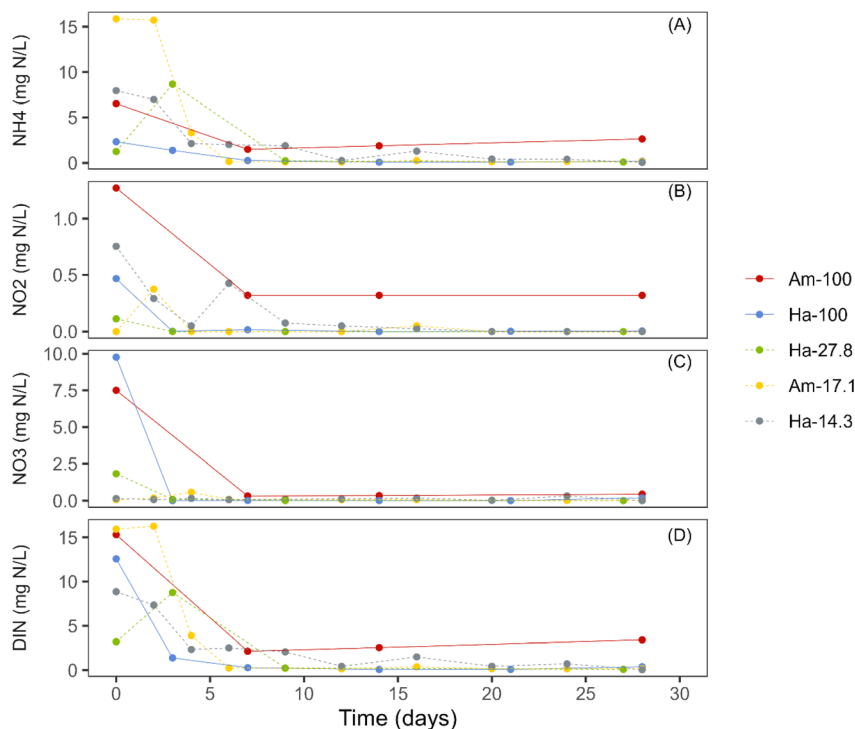 (A)
NH4 (mg N/L)
15
10
5
0
(B)
NO2 (mg N/L)
1.0
0.5
0.0
(C)
NO3 (mg N/L)
10.0
7.5
5.0
2.5
0.0
(D)
DIN (mg N/L)
15
10
5
0
0 5 10 15 20 25 30
Time (days)
Am-100
Ha-100
Ha-27.8
Am-17.1
Ha-14.3